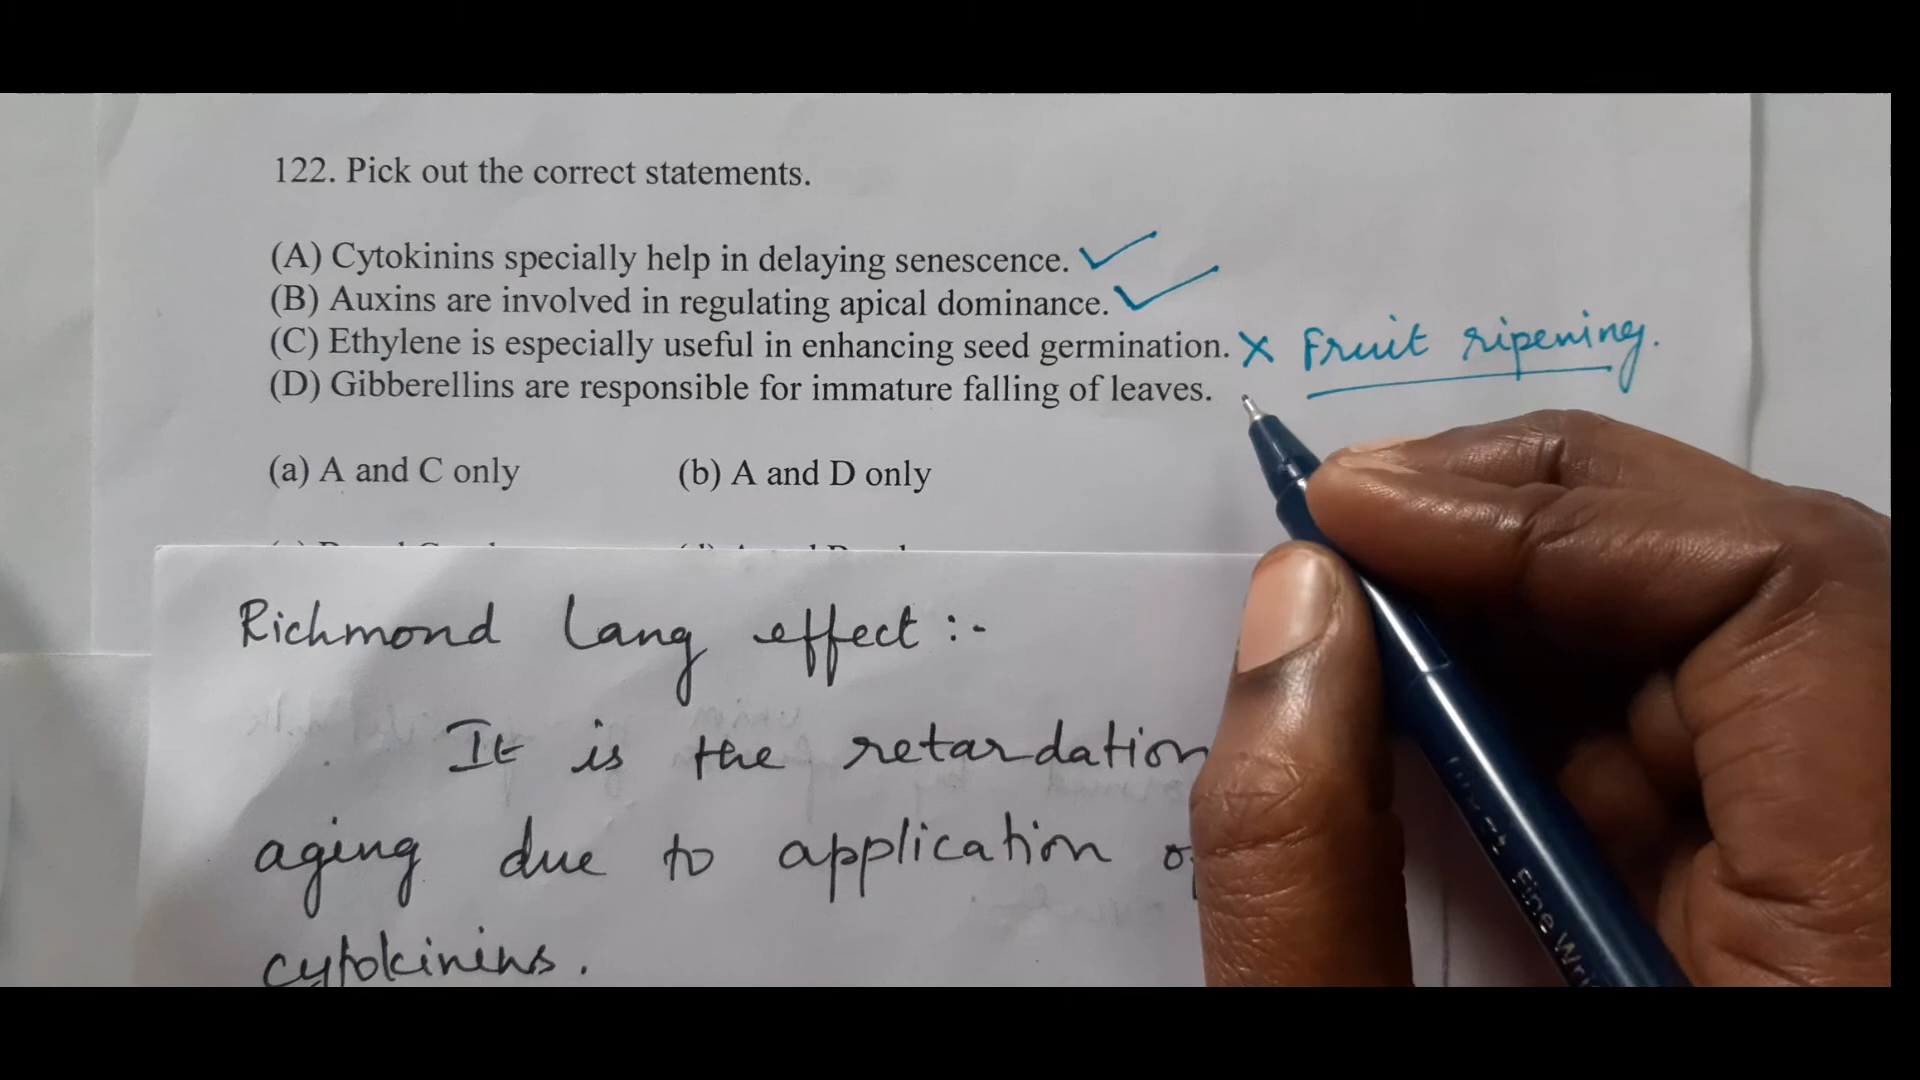 122. Pick out the correct statements.
(A) Cytokinins specially help in delaying senescence.
(B) Auxins are involved in regulating apical dominance.
(C) Ethylene is especially useful in enhancing seed germination. Fruit ripening.
(D) Gibberellins are responsible for immature falling of leaves.
(a) A and C only (b) A and D only
Richmond Lang effect :-
It is the retardation
aging due to application
cytokinins.
Fine